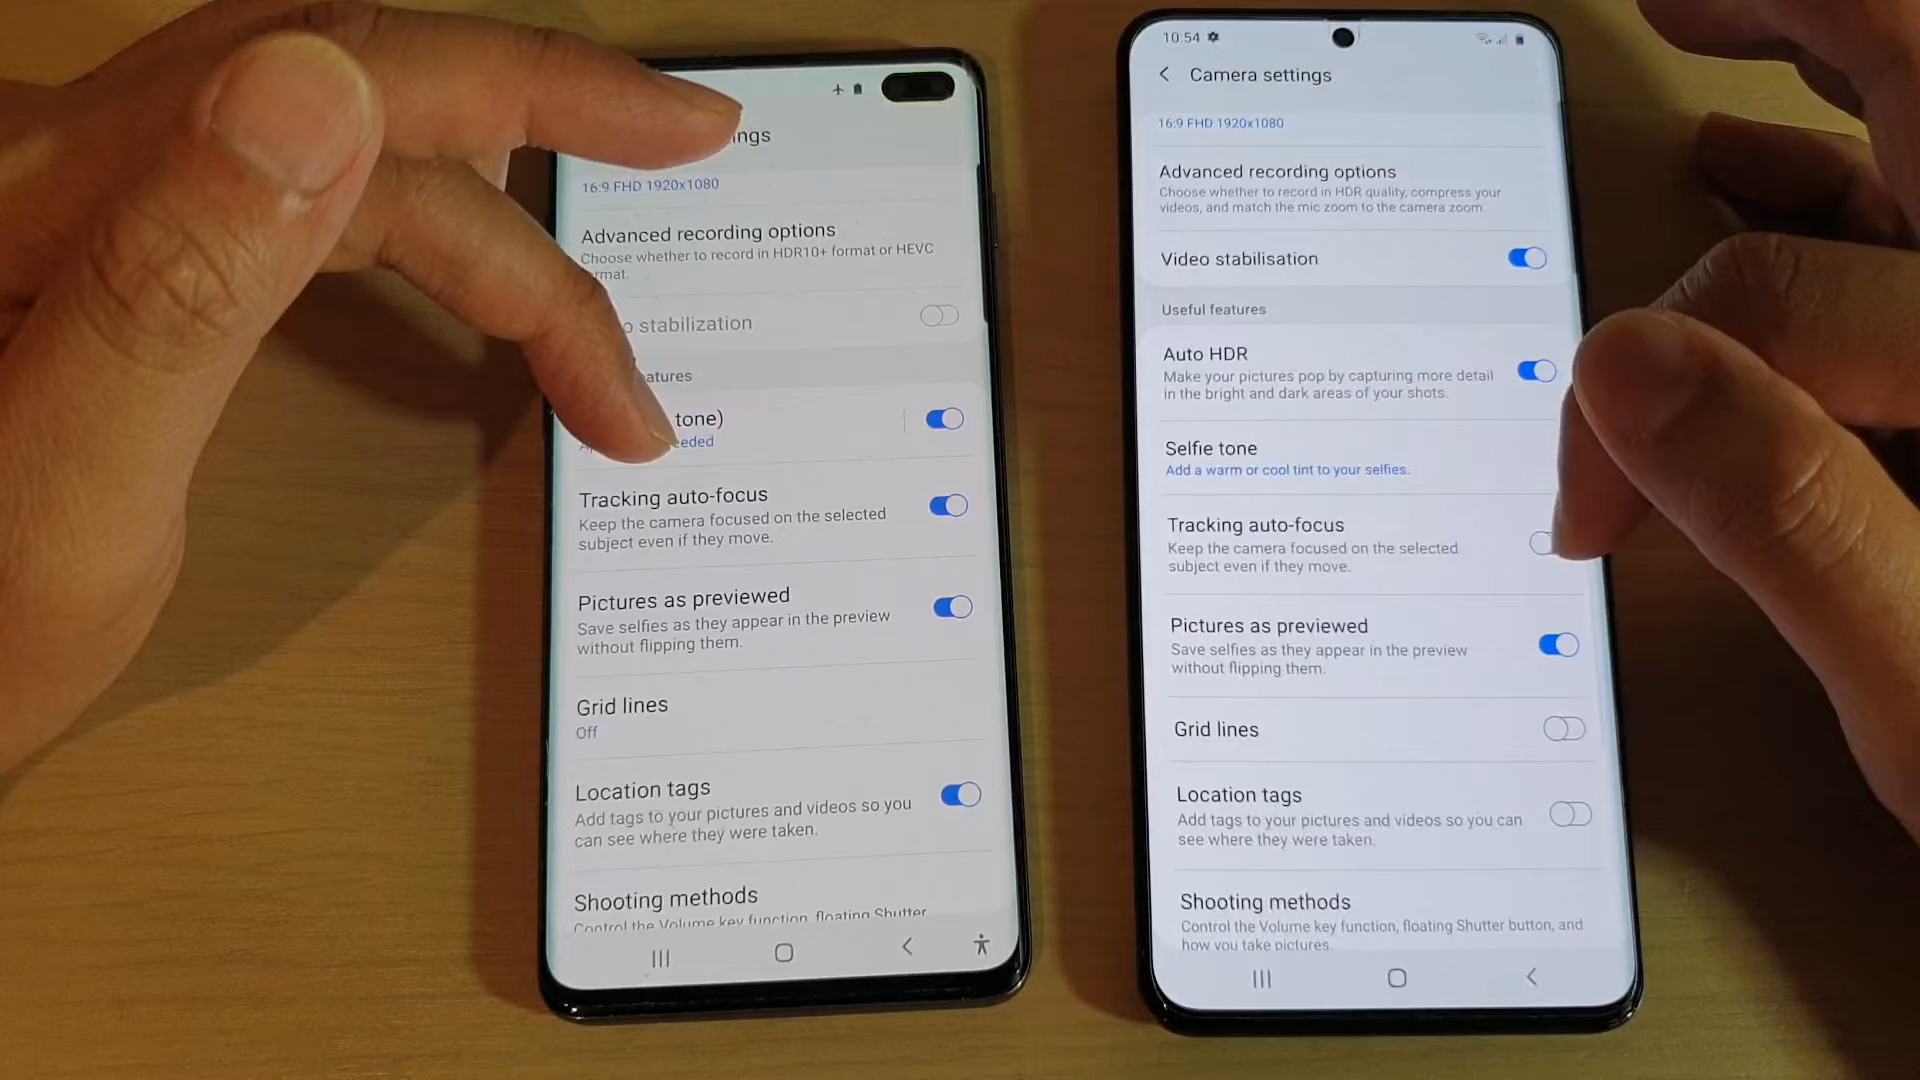 ings
16:9 FHD 1920x1080
Advanced recording options
Choose whether to record in HDR10+ format or HEVC
rmat.
o stabilization
atures
tone)
eeded
Tracking auto-focus
Keep the camera focused on the selected
subject even if they move.
Pictures as previewed
Save selfies as they appear in the preview
without flipping them.
Grid lines
Off
Location tags
Add tags to your pictures and videos so you
can see where they were taken.
Shooting methods
Control the Volume key function, floating Shutter
10:54
Camera settings
16:9 FHD 1920x1080
Advanced recording options
Choose whether to record in HDR quality, compress your
videos, and match the mic zoom to the camera zoom.
Video stabilisation
Useful features
Auto HDR
Make your pictures pop by capturing more detail
in the bright and dark areas of your shots.
Selfie tone
Add a warm or cool tint to your selfies.
Tracking auto-focus
Keep the camera focused on the selected
subject even if they move.
Pictures as previewed
Save selfies as they appear in the preview
without flipping them.
Grid lines
Location tags
Add tags to your pictures and videos so you can
see where they were taken.
Shooting methods
Control the Volume key function, floating Shutter button, and
how you take pictures.